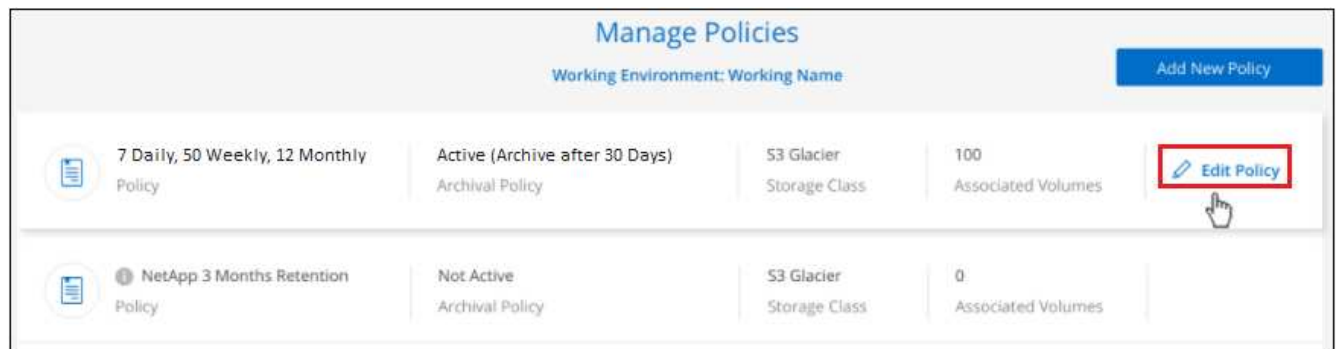 Manage Policies
Working Environment: Working Name
Add New Policy
7 Daily, 50 Weekly, 12 Monthly
Policy
Active (Archive after 30 Days)
Archival Policy
S3 Glacier
Storage Class
100
Associated Volumes
Edit Policy
NetApp 3 Months Retention
Policy
Not Active
Archival Policy
S3 Glacier
Storage Class
0
Associated Volumes